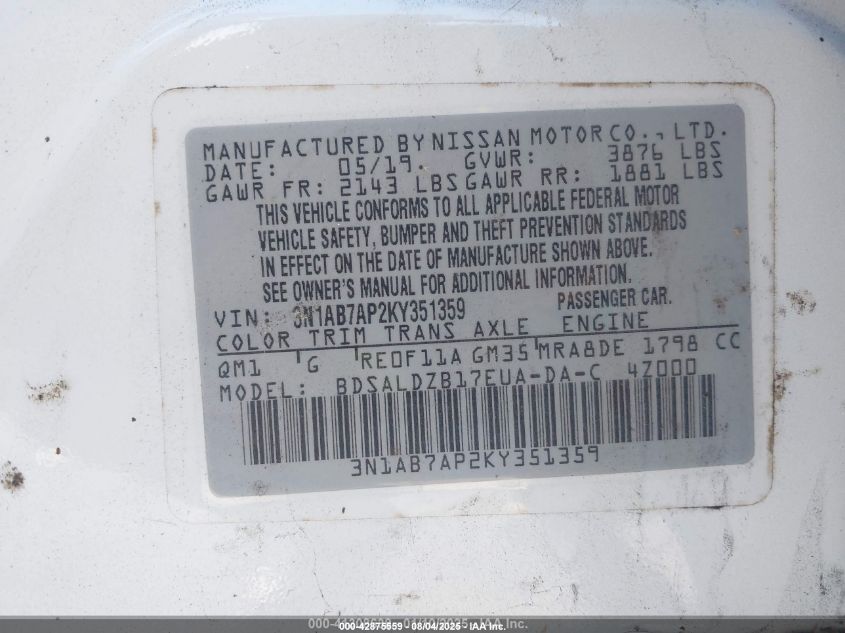 MANUFACTURED BY NISSAN MOTOR CO., LTD.
DATE: 05/19. GVWR: 3876 LBS
GAWR FR: 2143 LBS GAWR RR: 1881 LBS
THIS VEHICLE CONFORMS TO ALL APPLICABLE FEDERAL MOTOR
VEHICLE SAFETY, BUMPER AND THEFT PREVENTION STANDARDS
IN EFFECT ON THE DATE OF MANUFACTURE SHOWN ABOVE.
SEE OWNER'S MANUAL FOR ADDITIONAL INFORMATION.
VIN: 3N1AB7AP2KY351359 PASSENGER CAR.
COLOR TRIM TRANS AXLE ENGINE
QM1 G RE0F11A GM35 MRA8DE 1798 CC
MODEL: BDSALDZB17EUA-DA-C 4Z000
3N1AB7AP2KY351359
000-42875659 - 08/04/2025 - IAA Inc.